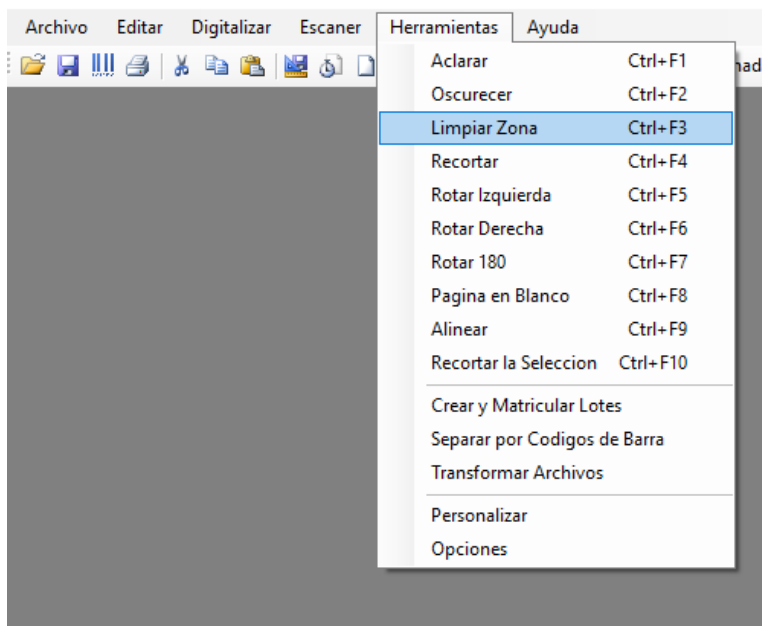 Archivo Editar Digitalizar Escaner Herramientas Ayuda
Aclarar Ctrl+F1
Oscurecer Ctrl+F2
Limpiar Zona Ctrl+F3
Recortar Ctrl+F4
Rotar Izquierda Ctrl+F5
Rotar Derecha Ctrl+F6
Rotar 180 Ctrl+F7
Pagina en Blanco Ctrl+F8
Alinear Ctrl+F9
Recortar la Seleccion Ctrl+F10
Crear y Matricular Lotes
Separar por Codigos de Barra
Transformar Archivos
Personalizar
Opciones